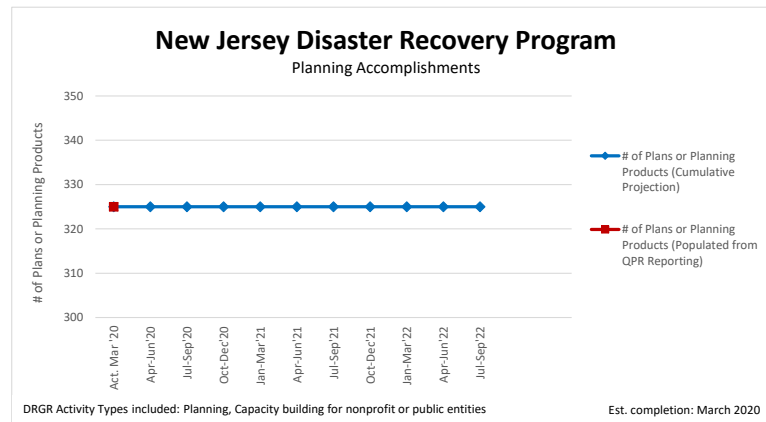 New Jersey Disaster Recovery Program
Planning Accomplishments
# of Plans or Planning Products
350
340
330
320
310
300
Act. Mar '20
Apr-Jun'20
Jul-Sep'20
Oct-Dec'20
Jan-Mar'21
Apr-Jun'21
Jul-Sep'21
Oct-Dec'21
Jan-Mar'22
Apr-Jun'22
Jul-Sep'22
# of Plans or Planning
Products (Cumulative
Projection)
# of Plans or Planning
Products (Populated from
QPR Reporting)
DRGR Activity Types included: Planning, Capacity building for nonprofit or public entities
Est. completion: March 2020